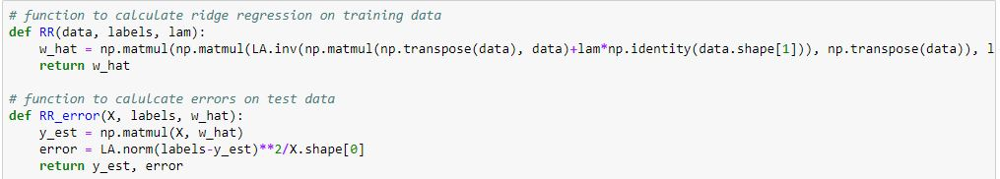 # function to calculate ridge regression on training data
def RR(data, labels, lam):
    w_hat = np.matmul(np.matmul(LA.inv(np.matmul(np.transpose(data), data)+lam*np.identity(data.shape[1])), np.transpose(data)), l
    return w_hat

# function to calulcate errors on test data
def RR_error(X, labels, w_hat):
    y_est = np.matmul(X, w_hat)
    error = LA.norm(labels-y_est)**2/X.shape[0]
    return y_est, error